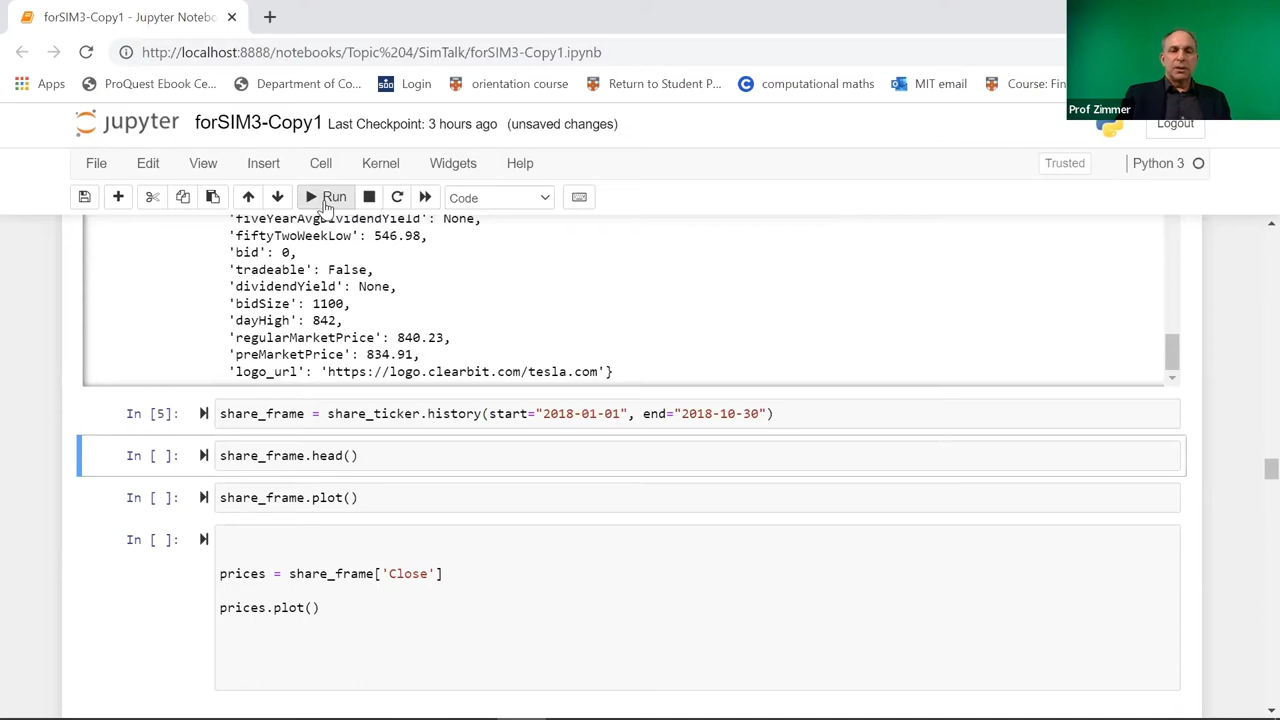 forSIM3-Copy1 - Jupyter Notebo
http://localhost:8888/notebooks/Topic%204/SimTalk/forSIM3-Copy1.ipynb
Apps ProQuest Ebook Ce... Department of Co... Login orientation course Return to Student P... computational maths MIT email Course: Fin
Prof Zimmer
jupyter forSIM3-Copy1 Last Checkpoint: 3 hours ago (unsaved changes) Logout
File Edit View Insert Cell Kernel Widgets Help Trusted Python 3
Run Code
'fiveYearAvgDividendYield': None,
'fiftyTwoWeekLow': 546.98,
'bid': 0,
'tradeable': False,
'dividendYield': None,
'bidSize': 1100,
'dayHigh': 842,
'regularMarketPrice': 840.23,
'preMarketPrice': 834.91,
'logo_url': 'https://logo.clearbit.com/tesla.com'}
In [5]: share_frame = share_ticker.history(start="2018-01-01", end="2018-10-30")
In [ ]: share_frame.head()
In [ ]: share_frame.plot()
In [ ]:
prices = share_frame['Close']
prices.plot()